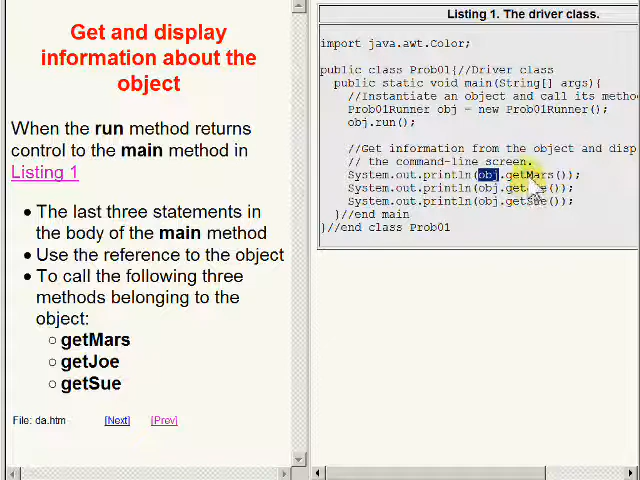 Get and display
information about the
object
When the run method returns
control to the main method in
Listing 1
The last three statements in
the body of the main method
Use the reference to the object
To call the following three
methods belonging to the
object:
getMars
getJoe
getSue
File: da.htm [Next] [Prev]
Listing 1. The driver class.
import java.awt.Color;
public class Prob01{//Driver class
public static void main(String[] args){
//Instantiate an object and call its metho
Prob01Runner obj = new Prob01Runner();
obj.run();
//Get information from the object and disp
// the command-line screen.
System.out.println(obj.getMars());
System.out.println(obj.getJoe());
System.out.println(obj.getSue());
}//end main
}//end class Prob01